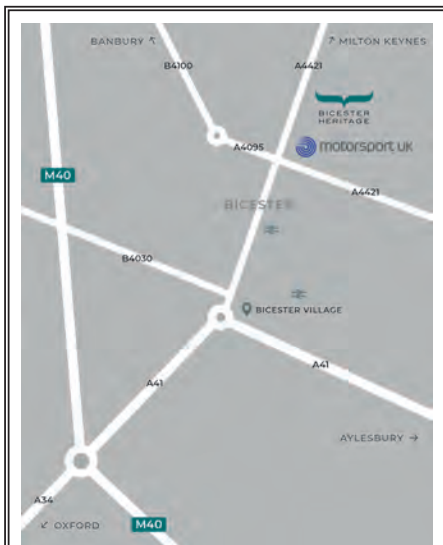 BANBURY ↖
↗ MILTON KEYNES
B4100
A4421
BICESTER
HERITAGE
A4095
motorsport uk
M40
A4421
BICESTER
B4030
BICESTER VILLAGE
A41
A41
AYLESBURY →
A34
↙ OXFORD
M40